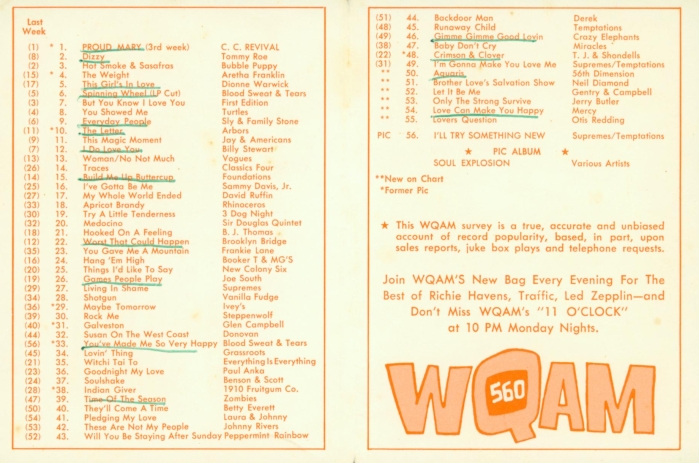 Last
Week
(1) * 1. PROUD MARY (3rd week) C. C. REVIVAL
(8) 2. Dizzy Tommy Roe
(2) 3. Hot Smoke & Sasafras Bubble Puppy
(15) * 4. The Weight Aretha Franklin
(17) 5. This Girl's In Love Dionne Warwick
(5) 6. Spinning Wheel (LP Cut) Blood Sweat & Tears
(3) 7. But You Know I Love You First Edition
(4) 8. You Showed Me Turtles
(6) 9. Everyday People Sly & Family Stone
(11) *10. The Letter Arbors
(9) 11. This Magic Moment Jay & Americans
(7) 12. I Do Love You Billy Stewart
(13) 13. Woman/No Not Much Vogues
(26) 14. Traces Classics Four
(14) 15. Build Me Up Buttercup Foundations
(25) 16. I've Gotta Be Me Sammy Davis, Jr.
(27) 17. My Whole World Ended David Ruffin
(33) 18. Apricot Brandy Rhinoceros
(30) 19. Try A Little Tenderness 3 Dog Night
(32) 20. Medocino Sir Douglas Quintet
(18) 21. Hooked On A Feeling B. J. Thomas
(12) 22. Worst That Could Happen Brooklyn Bridge
(35) 23. You Gave Me A Mountain Frankie Lane
(16) 24. Hang 'Em High Booker T & MG'S
(20) 25. Things I'd Like To Say New Colony Six
(19) 26. Games People Play Joe South
(29) 27. Living In Shame Supremes
(34) 28. Shotgun Vanilla Fudge
(36) *29. Maybe Tomorrow Ivey's
(39) 30. Rock Me Steppenwolf
(40) *31. Galveston Glen Campbell
(44) 32. Susan On The West Coast Donovan
(56) *33. You've Made Me So Very Happy Blood Sweat & Tears
(45) 34. Lovin' Thing Grassroots
(21) 35. Witchi Tai To Everything Is Everything
(23) 36. Goodnight My Love Paul Anka
(24) 37. Soulshake Benson & Scott
(28) *38. Indian Giver 1910 Fruitgum Co.
(47) 39. Time Of The Season Zombies
(50) 40. They'll Come A Time Betty Everett
(54) 41. Pledging My Love Laura & Johnny
(53) 42. These Are Not My People Johnny Rivers
(52) 43. Will You Be Staying After Sunday Peppermint Rainbow
(51) 44. Backdoor Man Derek
(48) 45. Runaway Child Temptations
(49) 46. Gimme Gimme Good Lovin Crazy Elephants
(38) 47. Baby Don't Cry Miracles
(22) *48. Crimson & Clover T. J. & Shondells
(31) 49. I'm Gonna Make You Love Me Supremes/Temptations
** 50. Aquaris 56th Dimension
** 51. Brother Love's Salvation Show Neil Diamond
** 52. Let It Be Me Gentry & Campbell
** 53. Only The Strong Survive Jerry Butler
** 54. Love Can Make You Happy Mercy
** 55. Lovers Question Otis Redding
PIC 56. I'LL TRY SOMETHING NEW Supremes/Temptations
★ PIC ALBUM ★
SOUL EXPLOSION Various Artists
**New on Chart
*Former Pic
★ This WQAM survey is a true, accurate and unbiased
account of record popularity, based, in part, upon
sales reports, juke box plays and telephone requests.
Join WQAM'S New Bag Every Evening For The
Best of Richie Havens, Traffic, Led Zepplin—and
Don't Miss WQAM's "11 O'CLOCK"
at 10 PM Monday Nights.
WQAM
560